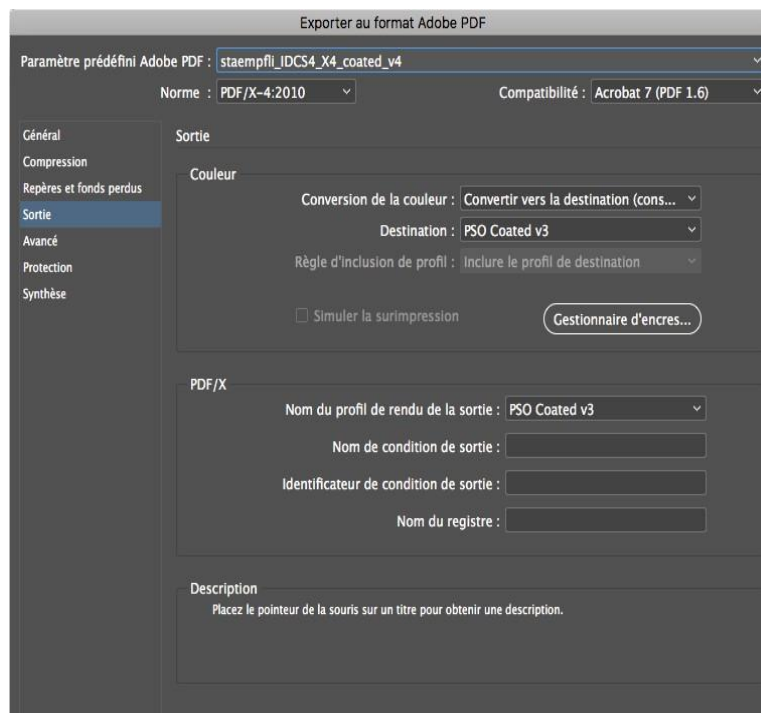 Exporter au format Adobe PDF
Paramètre prédéfini Adobe PDF : staempfli_IDCS4_X4_coated_v4
Norme : PDF/X-4:2010 Compatibilité : Acrobat 7 (PDF 1.6)
Général
Compression
Repères et fonds perdus
Sortie
Avancé
Protection
Synthèse
Sortie
Couleur
Conversion de la couleur : Convertir vers la destination (cons...
Destination : PSO Coated v3
Règle d'inclusion de profil : Inclure le profil de destination
Simuler la surimpression Gestionnaire d'encres...
PDF/X
Nom du profil de rendu de la sortie : PSO Coated v3
Nom de condition de sortie :
Identificateur de condition de sortie :
Nom du registre :
Description
Placez le pointeur de la souris sur un titre pour obtenir une description.